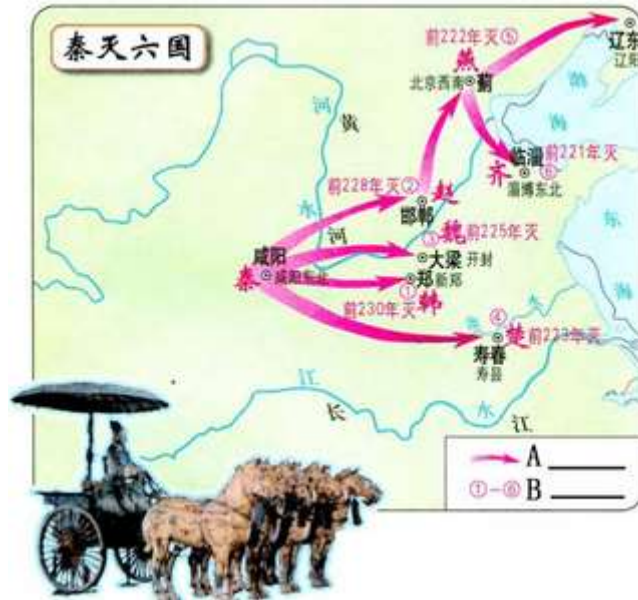 秦灭六国
前222年灭⑤
燕
北京西南
蓟
辽东
辽阳
渤
海
临淄
前221年灭
⑥
齐
淄博东北
河
黄
水
河
前228年灭②
赵
邯郸
③魏
前225年灭
大梁 开封
咸阳
咸阳东北
秦
郑 新郑
①韩
前230年灭
④
楚
前223年灭
寿春
寿县
水
东
海
江
长
水
江
A
①-⑥ B